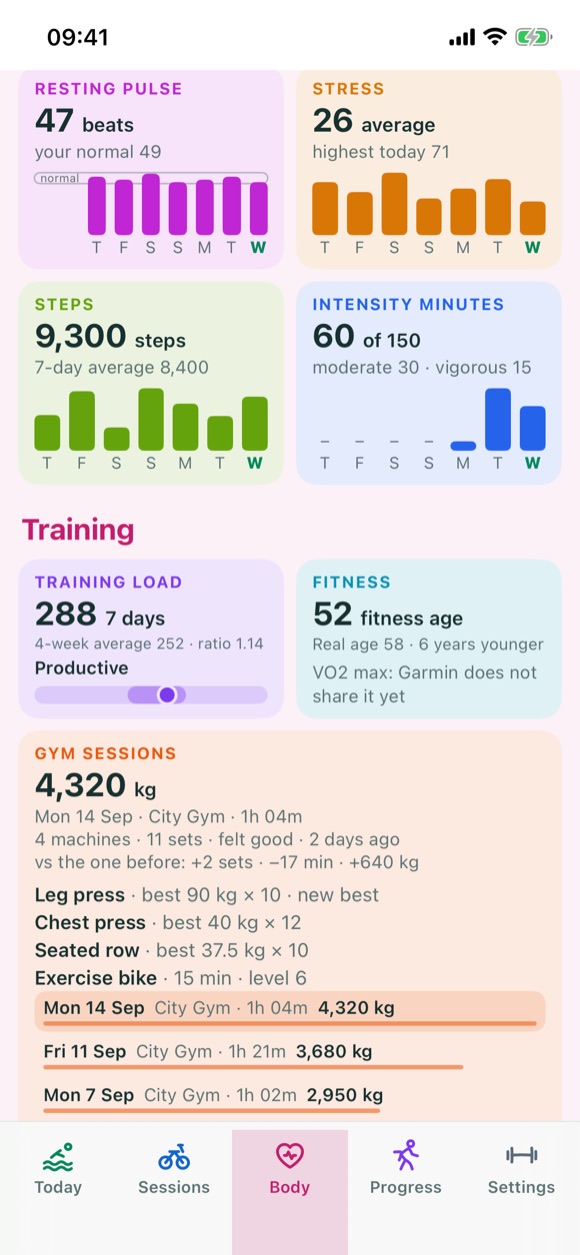 09:41
RESTING PULSE
47 beats
your normal 49
normal
T F S S M T W
STRESS
26 average
highest today 71
T F S S M T W
STEPS
9,300 steps
7-day average 8,400
T F S S M T W
INTENSITY MINUTES
60 of 150
moderate 30 · vigorous 15
T F S S M T W
Training
TRAINING LOAD
288 7 days
4-week average 252 · ratio 1.14
Productive
FITNESS
52 fitness age
Real age 58 · 6 years younger
VO2 max: Garmin does not
share it yet
GYM SESSIONS
4,320 kg
Mon 14 Sep · City Gym · 1h 04m
4 machines · 11 sets · felt good · 2 days ago
vs the one before: +2 sets · −17 min · +640 kg
Leg press · best 90 kg × 10 · new best
Chest press · best 40 kg × 12
Seated row · best 37.5 kg × 10
Exercise bike · 15 min · level 6
Mon 14 Sep City Gym · 1h 04m 4,320 kg
Fri 11 Sep City Gym · 1h 21m 3,680 kg
Mon 7 Sep City Gym · 1h 02m 2,950 kg
Today Sessions Body Progress Settings